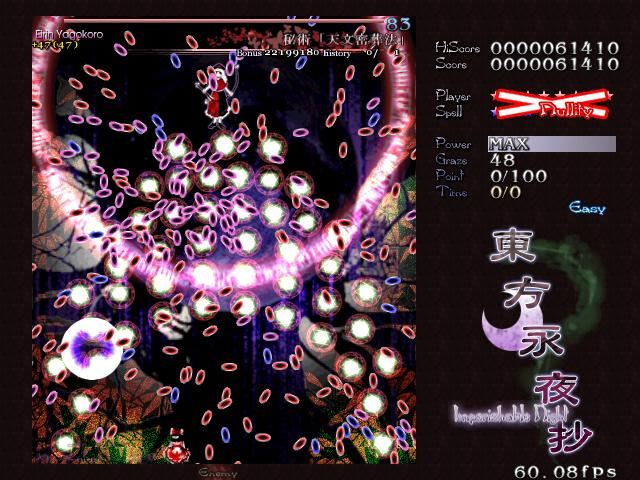 Eirin Yagokoro
+47(47)
83
秘術「天文密葬法」
Bonus 22199180 history 0/ 1
HiScore 0000061410
Score 0000061410
Player
Spell
Nullity
Power MAX
Graze 48
Point 0/100
Time 0/0
Easy
東方永夜抄
Imperishable Night
Enemy
60.08fps